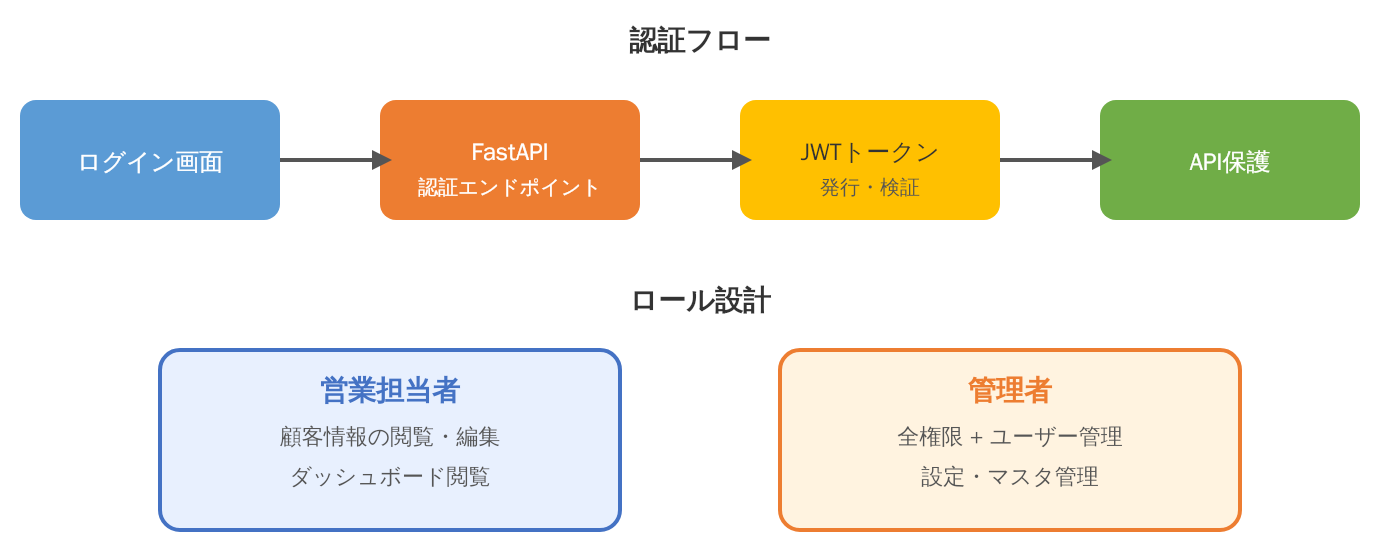 認証フロー
ログイン画面
FastAPI
認証エンドポイント
JWTトークン
発行・検証
API保護
ロール設計
営業担当者
顧客情報の閲覧・編集
ダッシュボード閲覧
管理者
全権限 + ユーザー管理
設定・マスタ管理